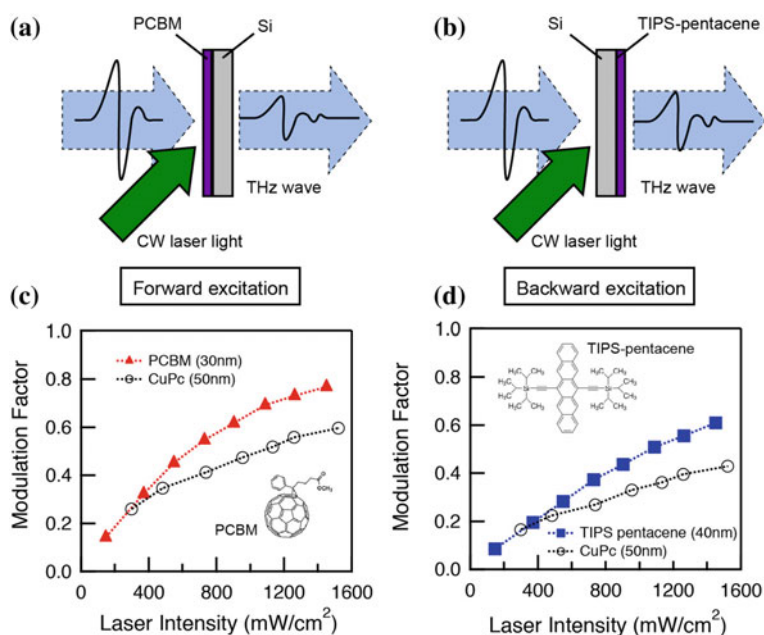 (a)
PCBM
Si
THz wave
CW laser light
Forward excitation
(b)
Si
TIPS-pentacene
THz wave
CW laser light
Backward excitation
(c)
Modulation Factor
1.0
0.8
0.6
0.4
0.2
0.0
PCBM (30nm)
CuPc (50nm)
O
OCH₃
PCBM
0
400
800
1200
1600
Laser Intensity (mW/cm²)
(d)
Modulation Factor
1.0
0.8
0.6
0.4
0.2
0.0
TIPS-pentacene
TIPS pentacene (40nm)
CuPc (50nm)
0
400
800
1200
1600
Laser Intensity (mW/cm²)